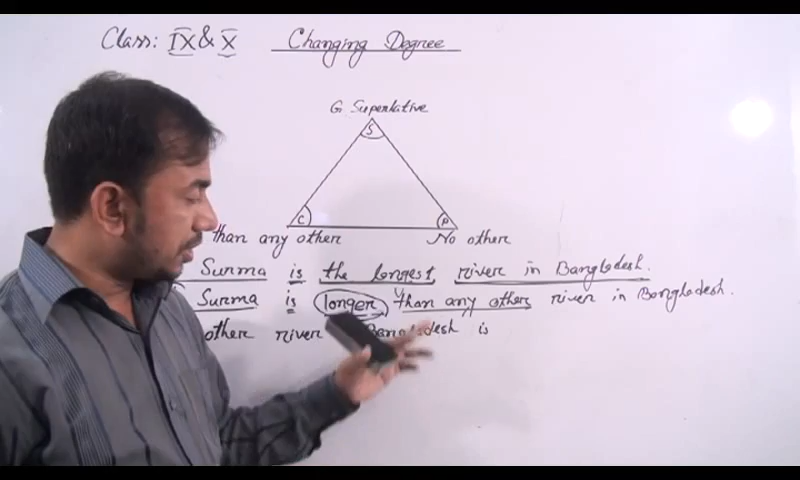 Class: IX & X Changing Degree
G. Superlative
S
C P
than any other No other
Surma is the longest river in Bangladesh.
Surma is longer than any other river in Bangladesh.
other river Bangladesh is